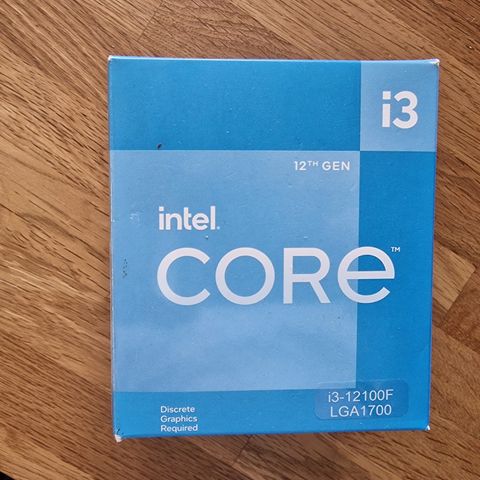 i3
12TH GEN
intel.
CORE™
i3-12100F
LGA1700
Discrete
Graphics
Required